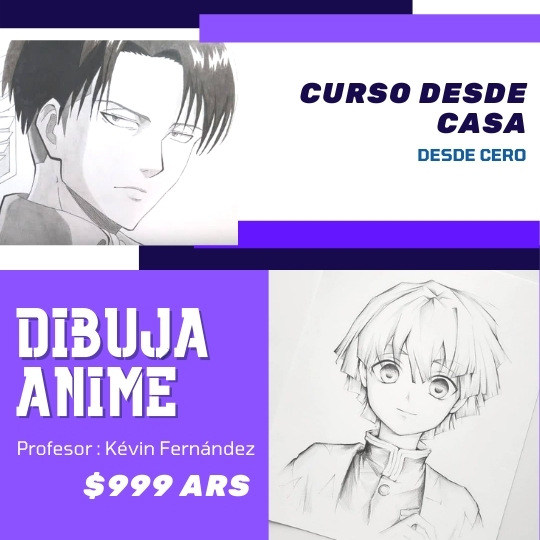 CURSO DESDE
CASA
DESDE CERO
DIBUJA
ANIME
Profesor : Kévin Fernández
$999 ARS